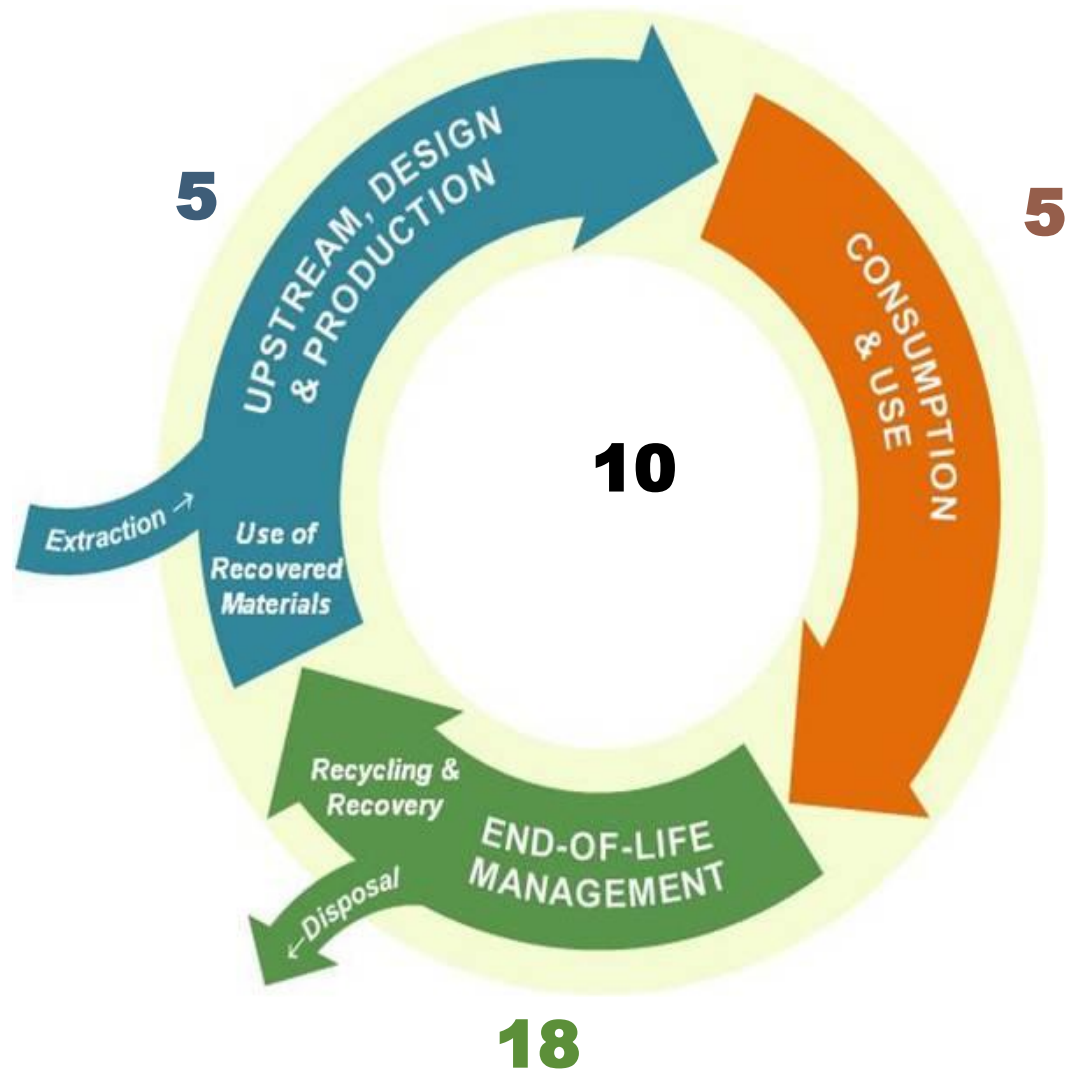 5
UPSTREAM, DESIGN
& PRODUCTION
5
CONSUMPTION
& USE
10
Extraction →
Use of
Recovered
Materials
Recycling &
Recovery
END-OF-LIFE
MANAGEMENT
←Disposal
18